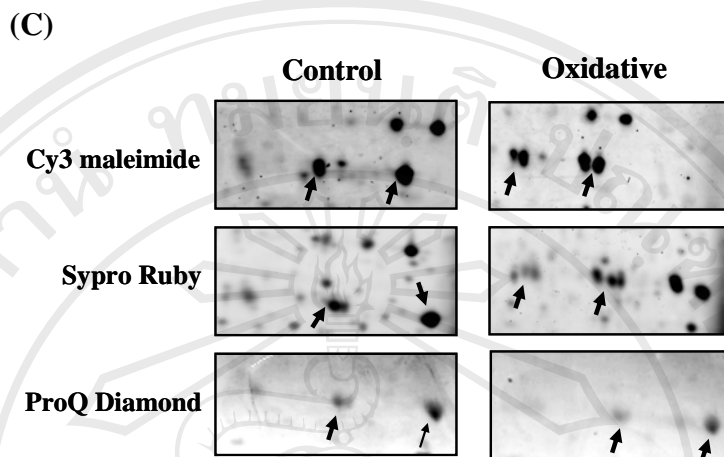 (C)
Control Oxidative
Cy3 maleimide
Sypro Ruby
ProQ Diamond